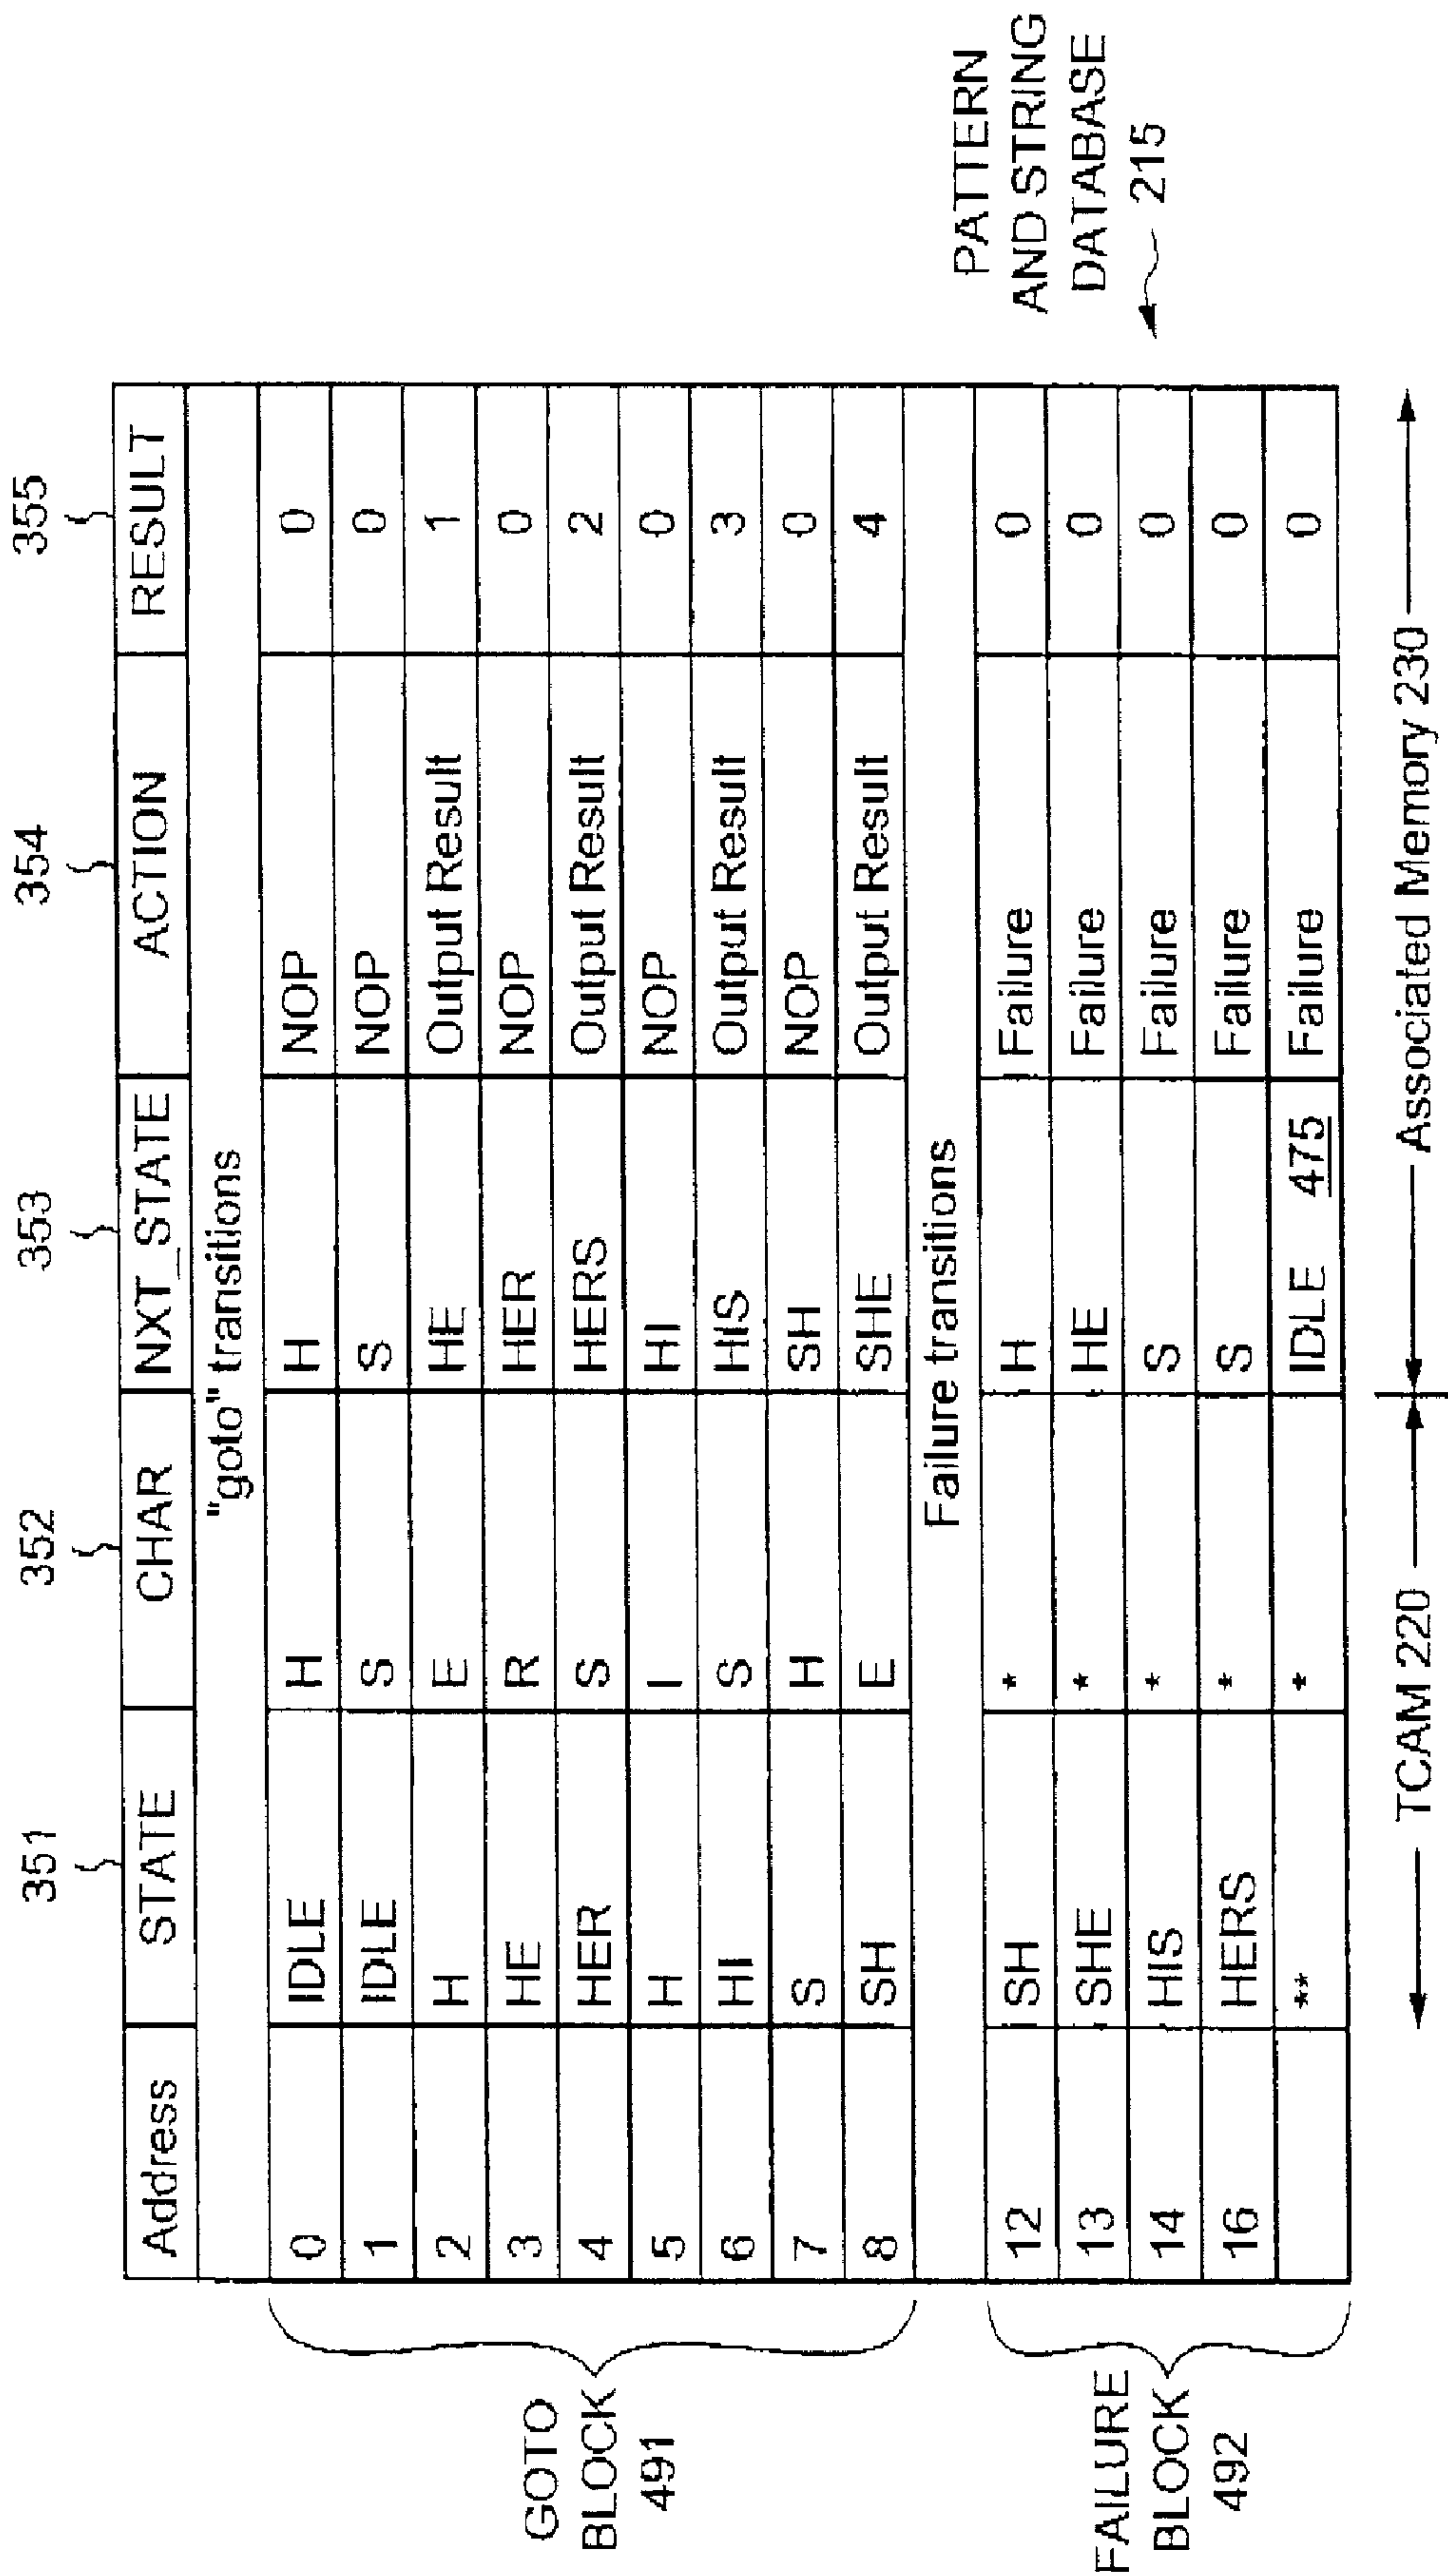 351 352 353 354 355
Address STATE CHAR NXT_STATE ACTION RESULT
"goto" transitions
0 IDLE H H NOP 0
1 IDLE S S NOP 0
2 H E HE Output Result 1
3 HE R HER NOP 0
4 HER S HERS Output Result 2
5 H I HI NOP 0
6 HI S HIS Output Result 3
7 S H SH NOP 0
8 SH E SHE Output Result 4
GOTO
BLOCK
491
Failure transitions
12 SH * H Failure 0
13 SHE * HE Failure 0
14 HIS * S Failure 0
16 HERS * S Failure 0
** * IDLE 475 Failure 0
FAILURE
BLOCK
492
PATTERN
AND STRING
DATABASE
215
TCAM 220 Associated Memory 230